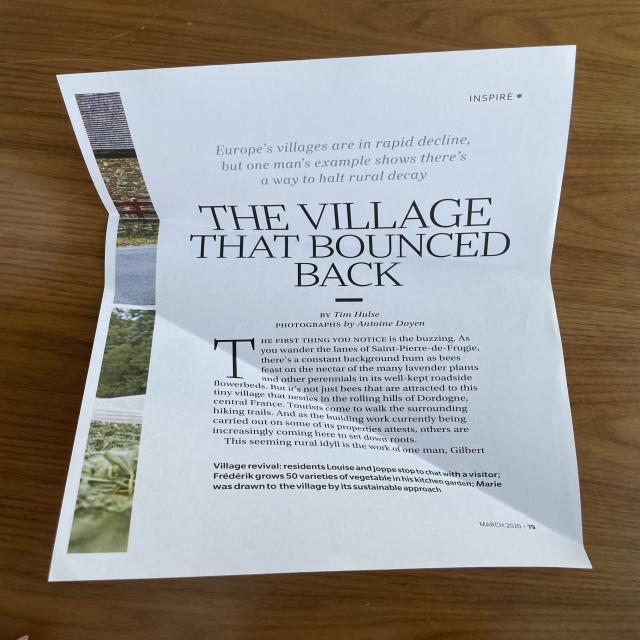 INSPIRE
Europe's villages are in rapid decline,
but one man's example shows there's
a way to halt rural decay
THE VILLAGE
THAT BOUNCED
BACK
BY Tim Hulse
PHOTOGRAPHS by Antoine Doyen
THE FIRST THING YOU NOTICE is the buzzing. As
you wander the lanes of Saint-Pierre-de-Frugie,
there's a constant background hum as bees
feast on the nectar of the many lavender plants
and other perennials in its well-kept roadside
flowerbeds. But it's not just bees that are attracted to this
tiny village that nestles in the rolling hills of Dordogne,
central France. Tourists come to walk the surrounding
hiking trails. And as the building work currently being
carried out on some of its properties attests, others are
increasingly coming here to set down roots.
This seeming rural idyll is the work of one man, Gilbert
Village revival: residents Louise and Joppe stop to chat with a visitor;
Frédérik grows 50 varieties of vegetable in his kitchen garden; Marie
was drawn to the village by its sustainable approach
MARCH 2020 • 75